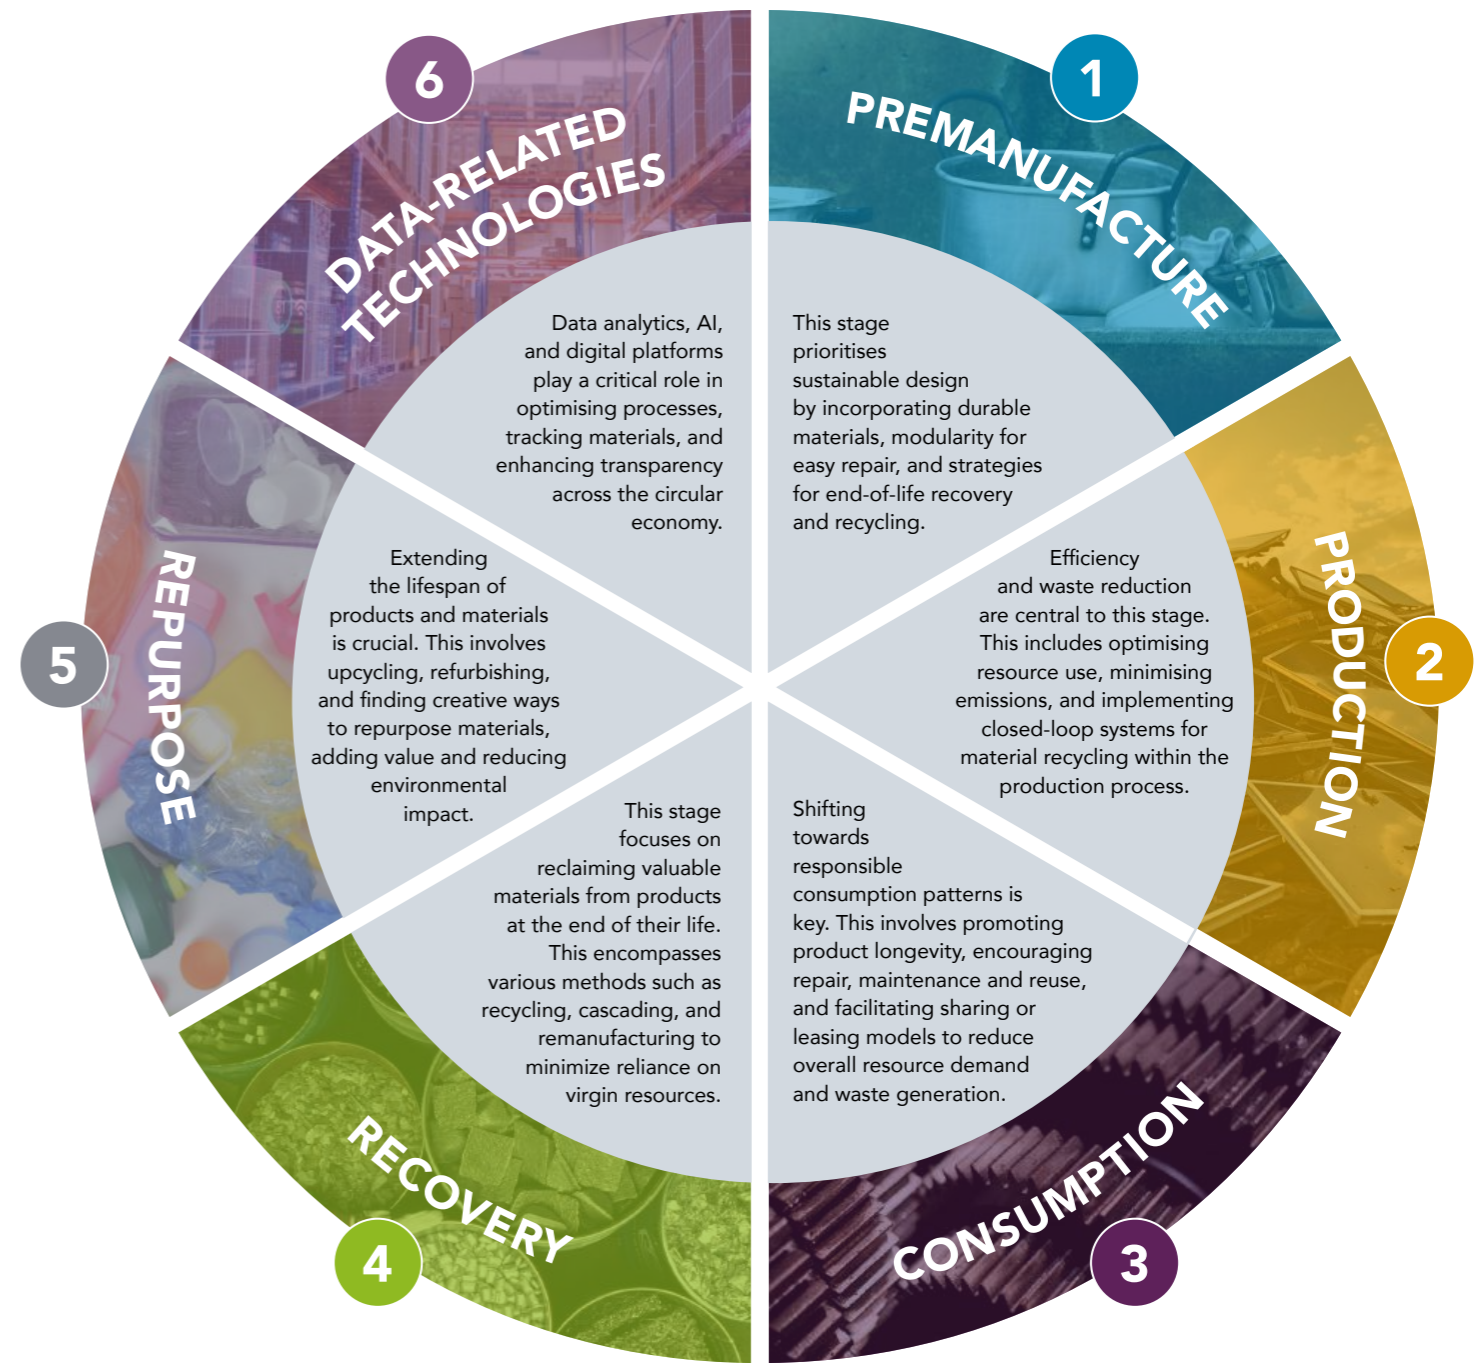 1
PREMANUFACTURE
This stage
prioritises
sustainable design
by incorporating durable
materials, modularity for
easy repair, and strategies
for end-of-life recovery
and recycling.
2
PRODUCTION
Efficiency
and waste reduction
are central to this stage.
This includes optimising
resource use, minimising
emissions, and implementing
closed-loop systems for
material recycling within the
production process.
3
CONSUMPTION
Shifting
towards
responsible
consumption patterns is
key. This involves promoting
product longevity, encouraging
repair, maintenance and reuse,
and facilitating sharing or
leasing models to reduce
overall resource demand
and waste generation.
4
RECOVERY
This stage
focuses on
reclaiming valuable
materials from products
at the end of their life.
This encompasses
various methods such as
recycling, cascading, and
remanufacturing to
minimize reliance on
virgin resources.
5
REPURPOSE
Extending
the lifespan of
products and materials
is crucial. This involves
upcycling, refurbishing,
and finding creative ways
to repurpose materials,
adding value and reducing
environmental
impact.
6
DATA-RELATED
TECHNOLOGIES
Data analytics, AI,
and digital platforms
play a critical role in
optimising processes,
tracking materials, and
enhancing transparency
across the circular
economy.